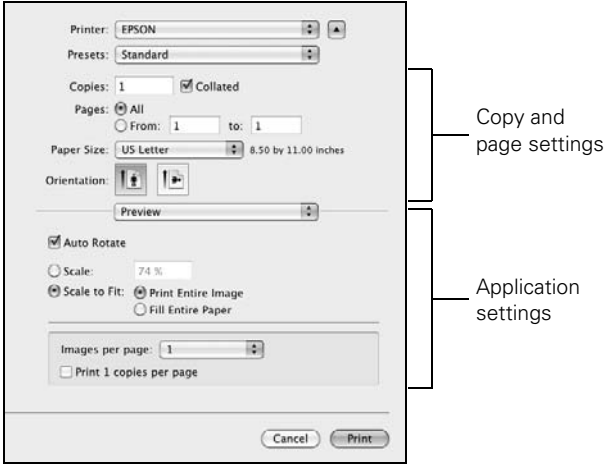 Printer: EPSON
Presets: Standard
Copies: 1 Collated
Pages: All
From: 1 to: 1
Paper Size: US Letter 8.50 by 11.00 inches
Orientation:
Preview
Auto Rotate
Scale: 74 %
Scale to Fit: Print Entire Image
Fill Entire Paper
Images per page: 1
Print 1 copies per page
Cancel Print
Copy and
page settings
Application
settings